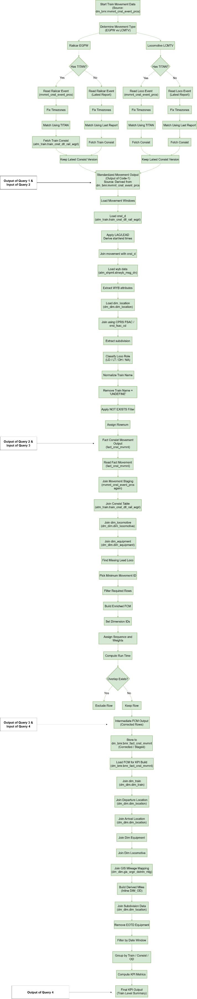 Start Train Movement Data
(Source:
dm_bmr.mvmnt_cnst_event_prcs)
Determine Movement Type
(EGPW vs LCMTV)
Railcar EGPW
Locomotive LCMTV
Has TITAN?
Has TITAN?
Yes
No
Yes
No
Read Railcar Event
(mvmnt_cnst_event_prcs)
Read Railcar Event
(Latest Report)
Read Loco Event
(mvmnt_cnst_event_prcs)
Read Loco Event
(Latest Report)
Fix Timezones
Fix Timezones
Fix Timezones
Fix Timezones
Match Using TITAN
Match Using Last Report
Match Using TITAN
Match Using Last Report
Fetch Train Consist
(atm_train.train_cnst_dtl_rail_eqpt)
Fetch Train Consist
Fetch Consist
Fetch Consist
Keep Latest Consist Version
Keep Latest Consist Version
Output of Query 1 &
Input of Query 2
Standardized Movement Output
(Output of Code-1)
Source: Derived from
dm_bmr.mvmnt_cnst_event_prcs
Load Movement Windows
Load cnst_d
(atm_train.train_cnst_dtl_rail_eqpt)
Apply LAG/LEAD
Derive start/end times
Join movement with cnst_d
Load wyb data
(atm_shpmt.stnwyb_msg_dn)
Extract WYB attributes
Load dim_location
(dm_dim.dim_location)
Join using CPRS FSAC /
end_fsac_cd
Extract subdivision
Classify Loco Role
(LD / LT / DH / NA)
Normalize Train Name
Remove Train Name =
'UNDEFINE'
Apply NOT EXISTS Filter
Assign Rownum
Output of Query 2 &
Input of Query 3
Fact Consist Movement
Output
(fact_cnst_mvmnt)
Read Fact Movement
(fact_cnst_mvmnt)
Join Movement Staging
(mvmnt_cnst_event_prcs
again)
Join Consist Table
(atm_train.train_cnst_dtl_rail_eqpt)
Join dim_locomotive
(dm_dim.dim_locomotive)
Join dim_equipment
(dm_dim.dim_equipment)
Find Missing Lead Loco
Pick Minimum Movement ID
Filter Required Rows
Build Enriched FCM
Set Dimension IDs
Assign Sequence and
Weights
Compute Run Time
Overlap Exists?
Yes
No
Exclude Row
Keep Row
Output of Query 3 &
Input of Query 4
Intermediate FCM Output
(Corrected Rows)
Store to
dm_bmr.bmr_fact_cnst_mvmnt
(Corrected / Staged)
Load FCM for KPI Build
(dm_bmr.bmr_fact_cnst_mvmnt)
Join dim_train
(dm_dim.dim_train)
Join Departure Location
(dm_dim.dim_location)
Join Arrival Location
(dm_dim.dim_location)
Join Dim Equipment
Join Dim Locomotive
Join GIS Mileage Mapping
(dm_dim.gis_orgn_dstntn_mlg)
Build Derived Miles
(Inline DIM_OD)
Join Subdivision Data
(dm_dim.dim_location)
Remove EOTD Equipment
Filter by Date Window
Group by Train / Consist /
OD
Compute KPI Metrics
Output of Query 4
Final KPI Output
(Train Level Summary)